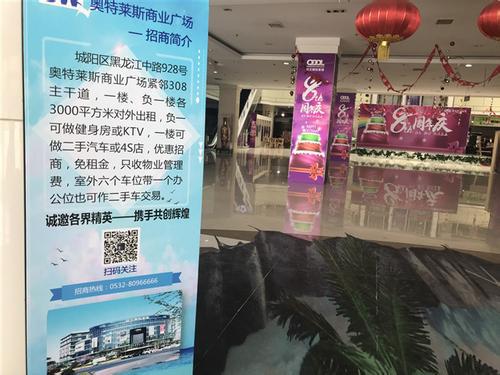 奥特莱斯商业广场
— 招商简介
城阳区黑龙江中路928号
奥特莱斯商业广场紧邻308
主干道，一楼、负一楼各
3000平方米对外出租，负一
可做健身房或KTV，一楼可
做二手汽车或4S店，优惠招
商，免租金，只收物业管理
费，室外六个车位带一个办
公位也可作二手车交易。
诚邀各界精英——携手共创辉煌
扫码关注
招商热线：0532-80966666
8
周年庆
8
周年庆